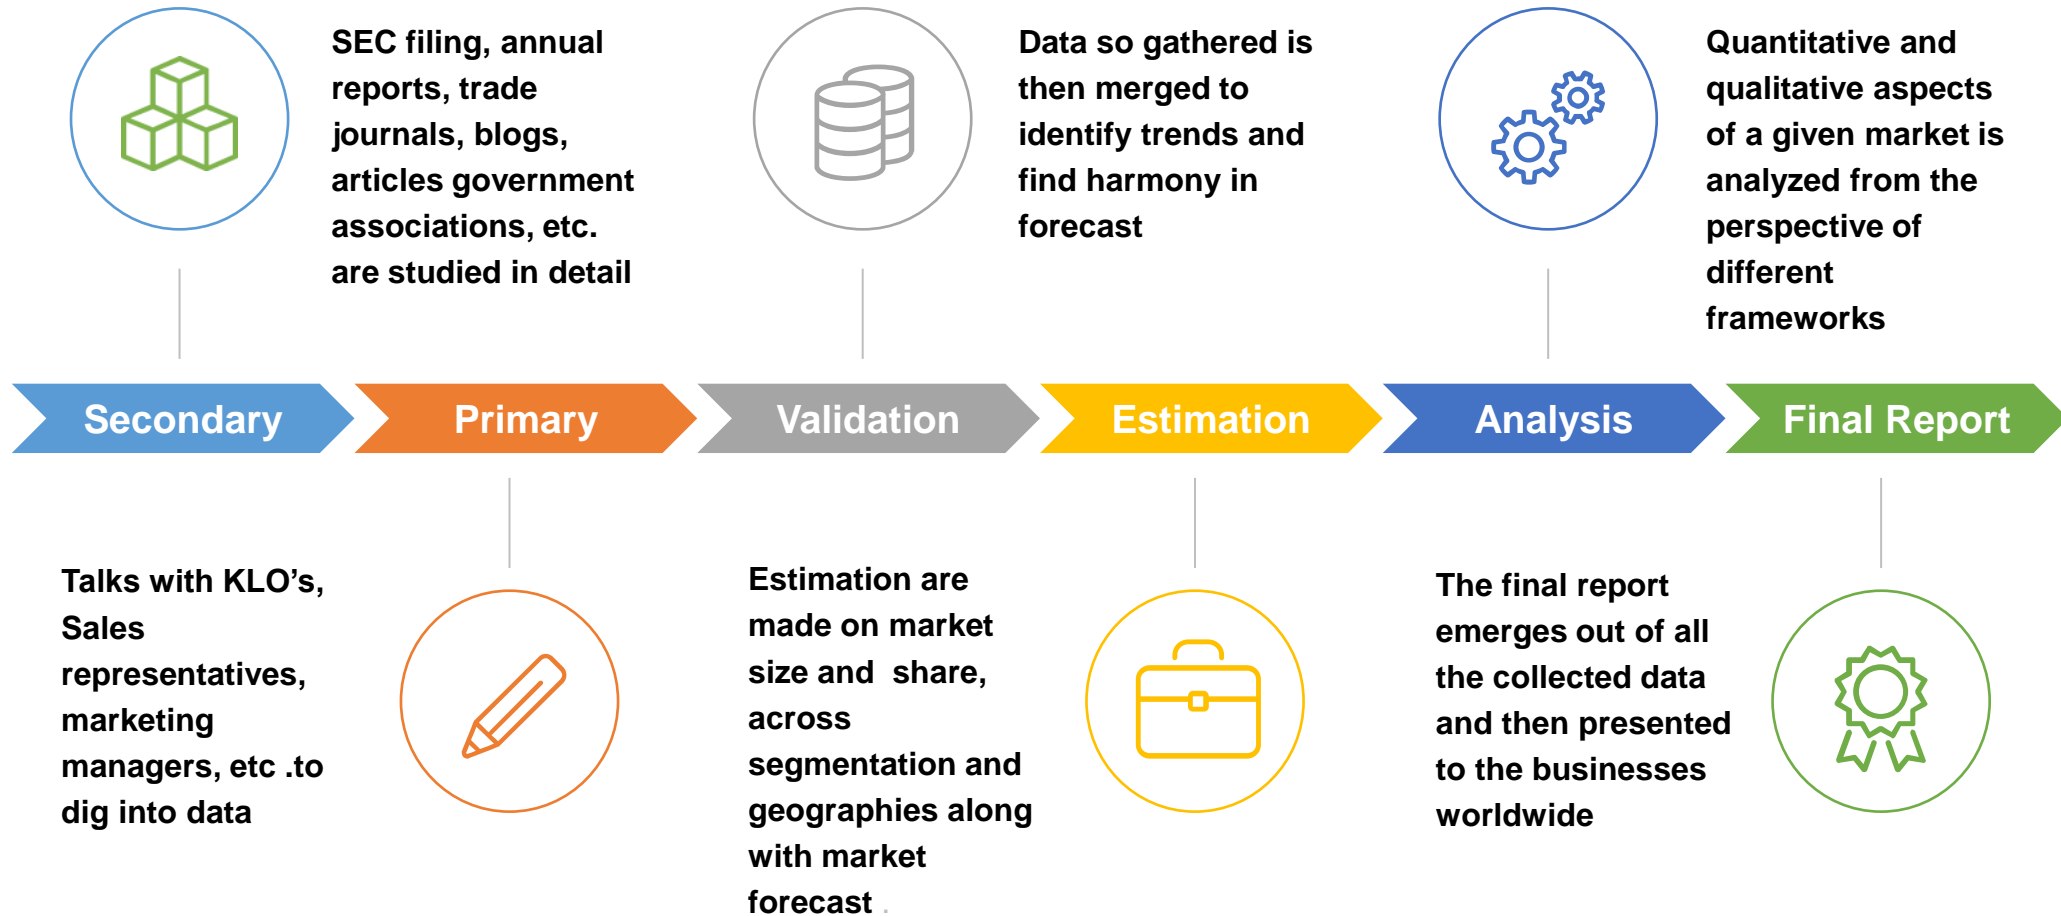 SEC filing, annual
reports, trade
journals, blogs,
articles government
associations, etc.
are studied in detail
Data so gathered is
then merged to
identify trends and
find harmony in
forecast
Quantitative and
qualitative aspects
of a given market is
analyzed from the
perspective of
different
frameworks
Secondary
Primary
Validation
Estimation
Analysis
Final Report
Talks with KLO’s,
Sales
representatives,
marketing
managers, etc .to
dig into data
Estimation are
made on market
size and  share,
across
segmentation and
geographies along
with market
forecast .
The final report
emerges out of all
the collected data
and then presented
to the businesses
worldwide